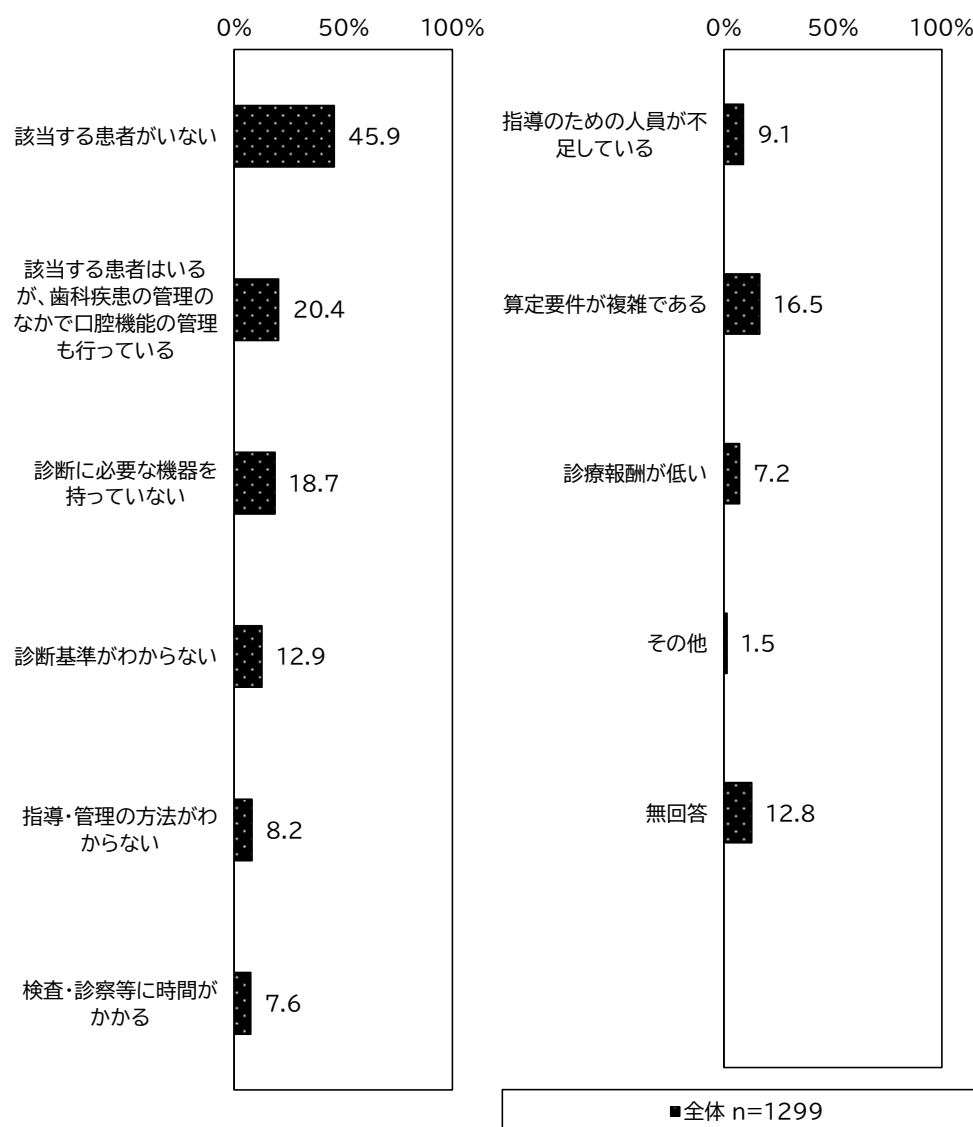 0% 50% 100%
該当する患者がいない
45.9
該当する患者はいる
が、歯科疾患の管理の
なかで口腔機能の管理
も行っている
20.4
診断に必要な機器を
持っていない
18.7
診断基準がわからない
12.9
指導・管理の方法がわ
からない
8.2
検査・診察等に時間が
かかる
7.6
0% 50% 100%
指導のための人員が不
足している
9.1
算定要件が複雑である
16.5
診療報酬が低い
7.2
その他
1.5
無回答
12.8
全体 n=1299